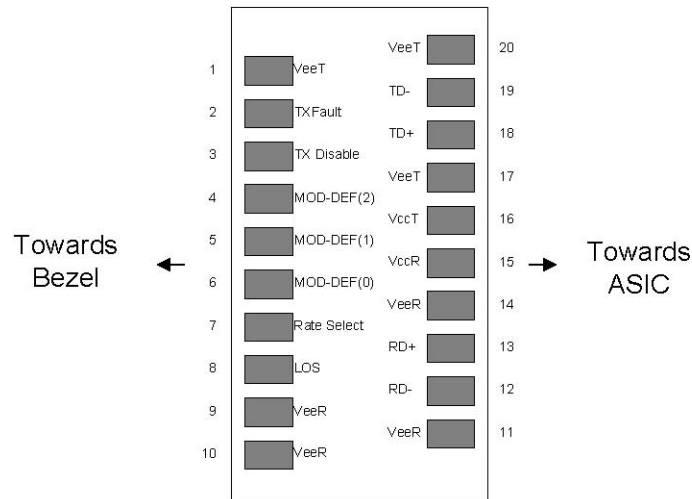 VeeT 20
1 VeeT
TD- 19
2 TXFault
TD+ 18
3 TX Disable
VeeT 17
4 MOD-DEF(2)
VccT 16
5 MOD-DEF(1)
VccR 15
6 MOD-DEF(0)
VeeR 14
7 Rate Select
RD+ 13
8 LOS
RD- 12
9 VeeR
VeeR 11
10 VeeR
Towards
Bezel
Towards
ASIC